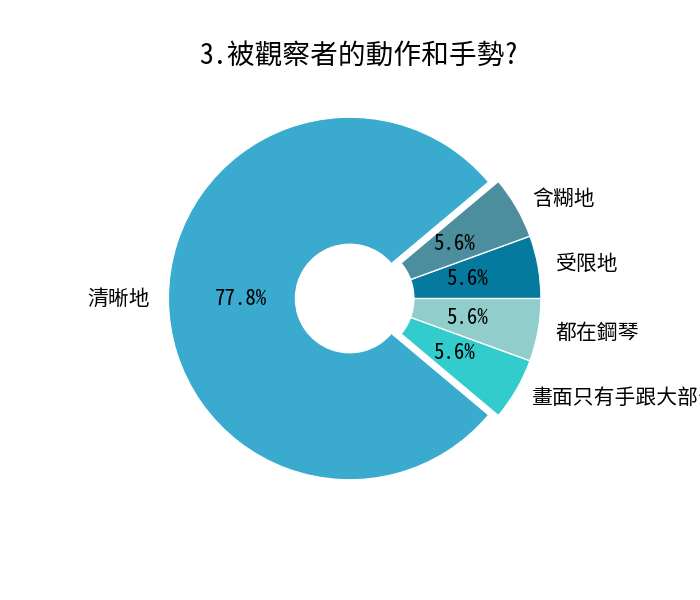 3.被觀察者的動作和手勢?
含糊地
5.6%
受限地
5.6%
清晰地
77.8%
都在鋼琴
5.6%
畫面只有手跟大部
5.6%